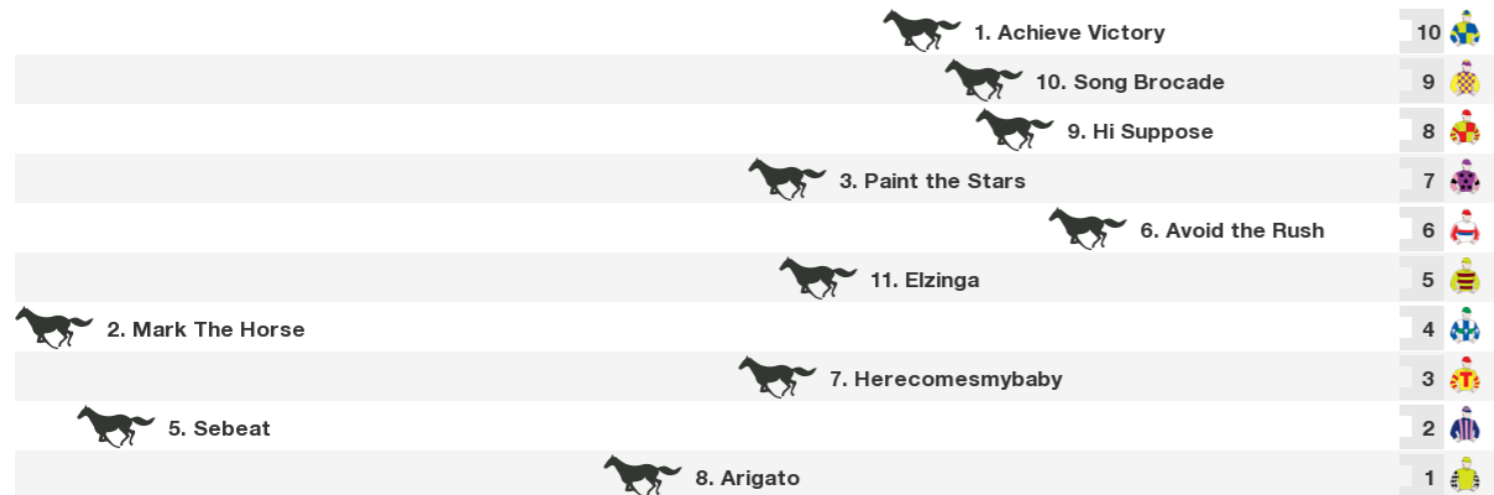 1. Achieve Victory 10
10. Song Brocade 9
9. Hi Suppose 8
3. Paint the Stars 7
6. Avoid the Rush 6
11. Elzinga 5
2. Mark The Horse 4
7. Herecomesmybaby 3 T
5. Sebeat 2
8. Arigato 1